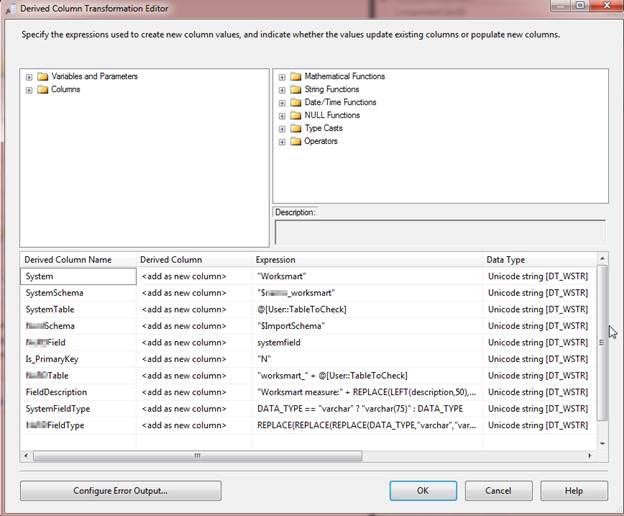 Derived Column Transformation Editor
Specify the expressions used to create new column values, and indicate whether the values update existing columns or populate new columns.
Variables and Parameters
Columns
Mathematical Functions
String Functions
Date/Time Functions
NULL Functions
Type Casts
Operators
Description:
Derived Column Name Derived Column Expression Data Type
System <add as new column> "Worksmart" Unicode string [DT_WSTR]
SystemSchema <add as new column> "$ _worksmart" Unicode string [DT_WSTR]
SystemTable <add as new column> @[User::TableToCheck] Unicode string [DT_WSTR]
Schema <add as new column> "$ImportSchema" Unicode string [DT_WSTR]
Field <add as new column> systemfield Unicode string [DT_WSTR]
Is_PrimaryKey <add as new column> "N" Unicode string [DT_WSTR]
Table <add as new column> "worksmart_" + @[User::TableToCheck] Unicode string [DT_WSTR]
FieldDescription <add as new column> "Worksmart measure:" + REPLACE(LEFT(description,50),... Unicode string [DT_WSTR]
SystemFieldType <add as new column> DATA_TYPE == "varchar" ? "varchar(75)" : DATA_TYPE Unicode string [DT_WSTR]
FieldType <add as new column> REPLACE(REPLACE(REPLACE(DATA_TYPE,"varchar","var... Unicode string [DT_WSTR]
Configure Error Output... OK Cancel Help